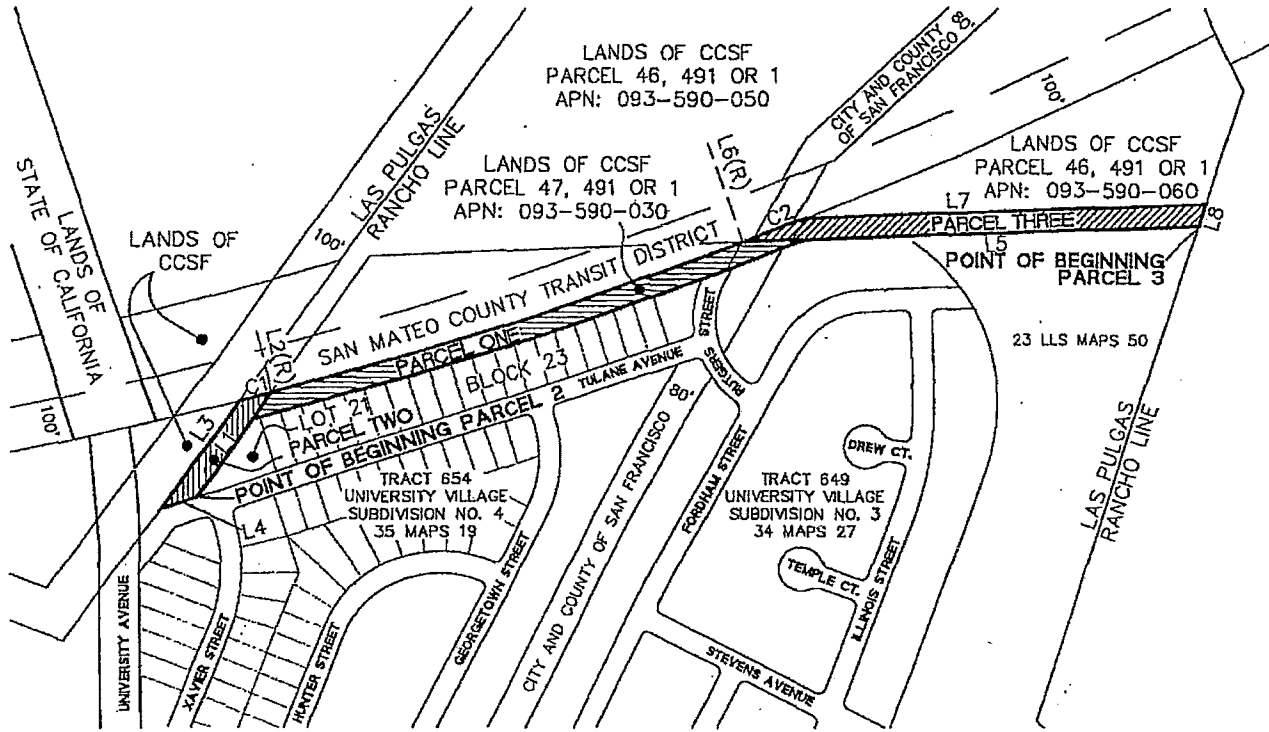 LANDS OF CCSF
PARCEL 46, 491 OR 1
APN: 093-590-050
CITY AND COUNTY
OF SAN FRANCISCO
80'
100'
LANDS OF CCSF
PARCEL 46, 491 OR 1
APN: 093-590-060
LAS PULGAS
RANCHO LINE
100'
LANDS OF CCSF
PARCEL 47, 491 OR 1
APN: 093-590-030
L6(R)
C2
L7
PARCEL THREE
L5
L8
POINT OF BEGINNING
PARCEL 3
LANDS OF
STATE OF CALIFORNIA
LANDS OF
CCSF
100'
L2(R)
C1
L3
L1
SAN MATEO COUNTY TRANSIT DISTRICT
PARCEL ONE
BLOCK 23
LOT 21
PARCEL TWO
POINT OF BEGINNING PARCEL 2
L4
TULANE AVENUE
RUTGERS
STREET
80'
23 LLS MAPS 50
TRACT 654
UNIVERSITY VILLAGE
SUBDIVISION NO. 4
35 MAPS 19
TRACT 649
UNIVERSITY VILLAGE
SUBDIVISION NO. 3
34 MAPS 27
DREW CT.
TEMPLE CT.
FORDHAM STREET
ILLINOIS STREET
STEVENS AVENUE
CITY AND COUNTY OF SAN FRANCISCO
GEORGETOWN STREET
HUNTER STREET
XAVIER STREET
UNIVERSITY AVENUE
LAS PULGAS
RANCHO LINE